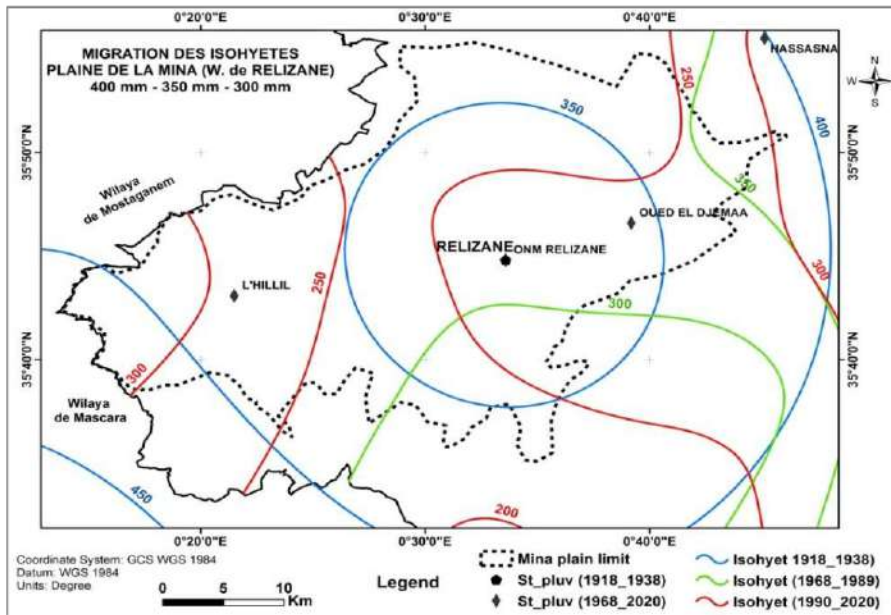 0°20'0"E 0°30'0"E 0°40'0"E
MIGRATION DES ISOHYETES
PLAINE DE LA MINA (W. de RELIZANE)
400 mm - 350 mm - 300 mm
HASSASNA
N
W E
S
250
300
350
400
35°50'0"N
35°50'0"N
Wilaya
de Mostaganem
350
OUED EL DJEMAA
RELIZANE
ONM RELIZANE
L'HILLIL
250
300
300
300
35°40'0"N
35°40'0"N
Wilaya
de Mascara
450
200
0°20'0"E 0°30'0"E 0°40'0"E
Coordinate System: GCS WGS 1984
Datum: WGS 1984
Units: Degree
0 5 10
Km
Legend
Mina plain limit
St_pluv (1918_1938)
St_pluv (1968_2020)
Isohyet 1918_1938)
Isohyet (1968_1989)
Isohyet (1990_2020)